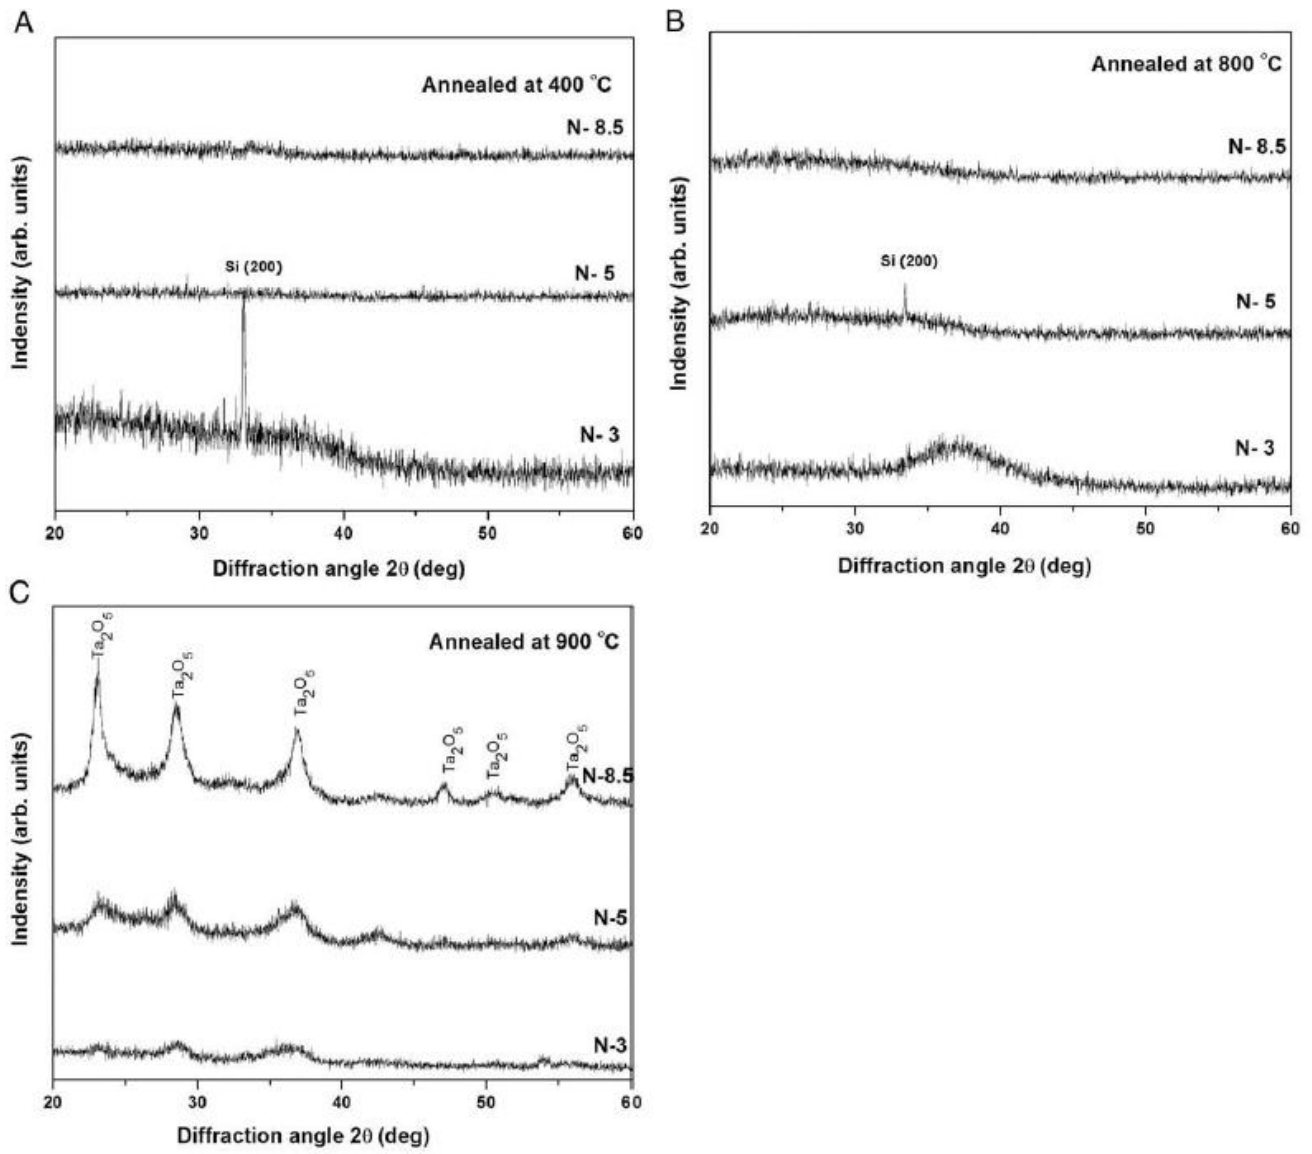 A
Annealed at 400 °C
N- 8.5
Si (200)
N- 5
N- 3
Indensity (arb. units)
20 30 40 50 60
Diffraction angle 2θ (deg)
B
Annealed at 800 °C
N- 8.5
Si (200)
N- 5
N- 3
Indensity (arb. units)
20 30 40 50 60
Diffraction angle 2θ (deg)
C
Annealed at 900 °C
Ta2O5
Ta2O5
Ta2O5
Ta2O5
Ta2O5
Ta2O5
N-8.5
N-5
N-3
Indensity (arb. units)
20 30 40 50 60
Diffraction angle 2θ (deg)